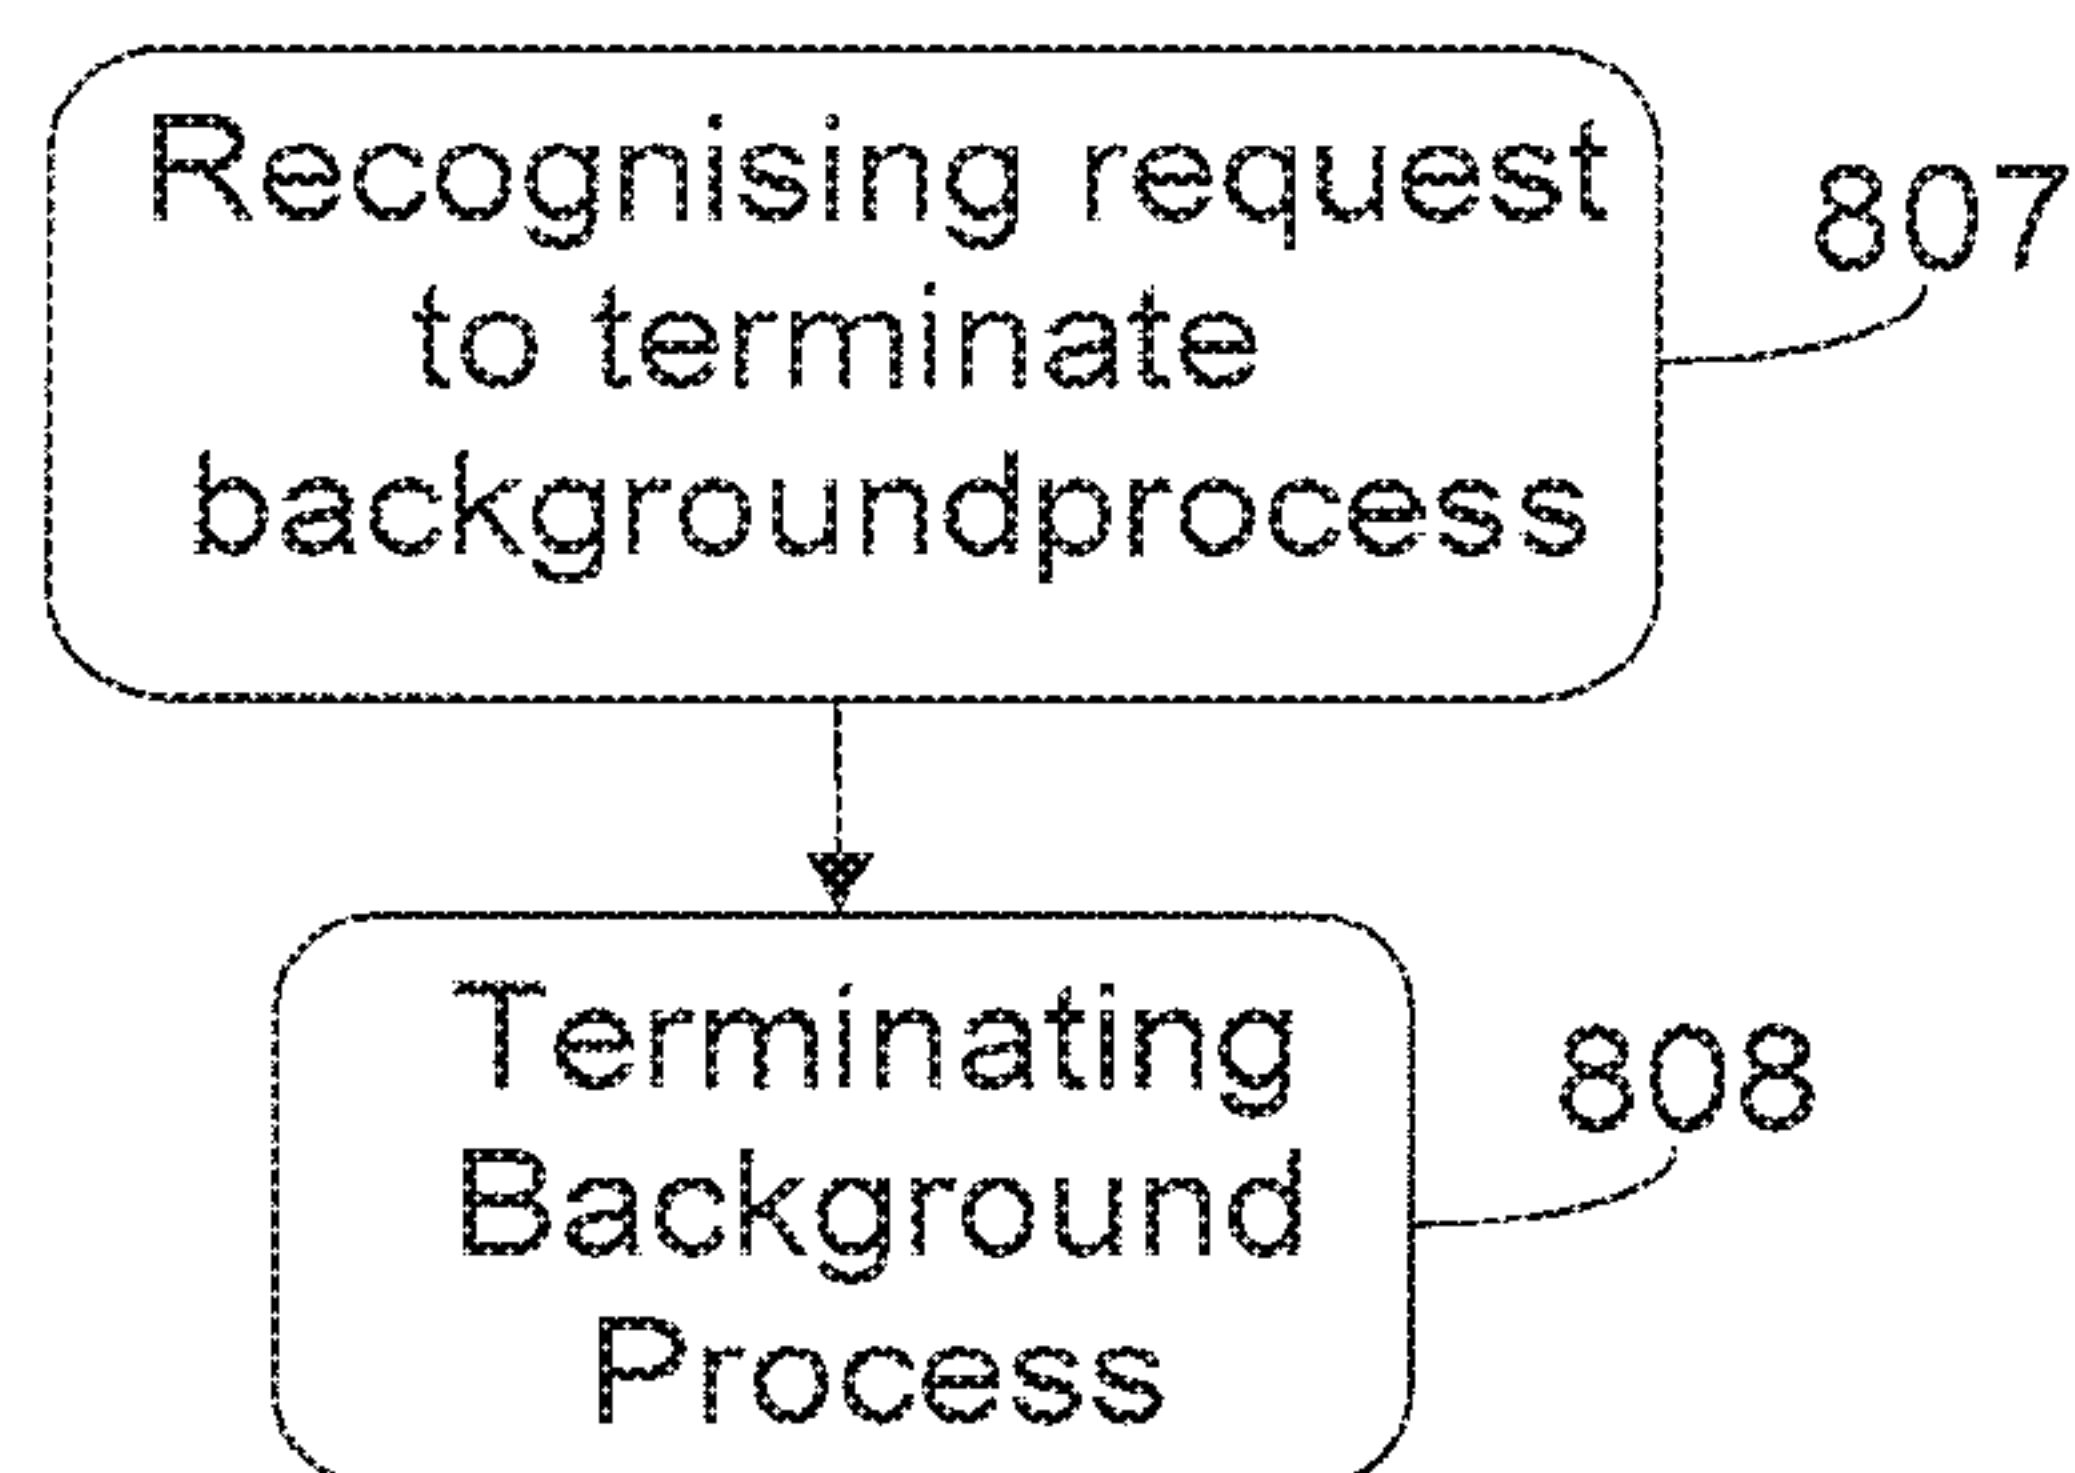 Recognising request
to terminate
backgroundprocess
807
Terminating
Background
Process
808